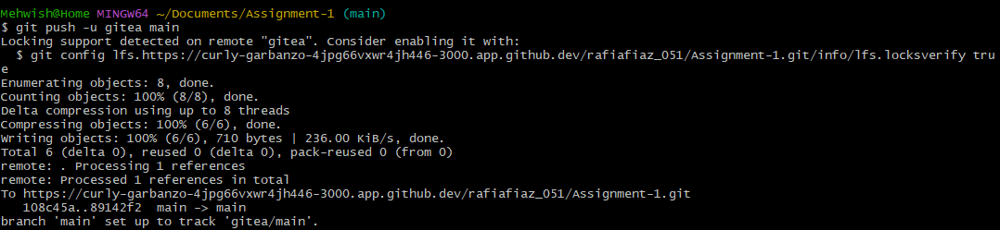 Mehwish@Home MINGW64 ~/Documents/Assignment-1 (main)
$ git push -u gitea main
Locking support detected on remote "gitea". Consider enabling it with:
  $ git config lfs.https://curly-garbanzo-4jpg66vxwr4jh446-3000.app.github.dev/rafiafiaz_051/Assignment-1.git/info/lfs.locksverify tru
e
Enumerating objects: 8, done.
Counting objects: 100% (8/8), done.
Delta compression using up to 8 threads
Compressing objects: 100% (6/6), done.
Writing objects: 100% (6/6), 710 bytes | 236.00 KiB/s, done.
Total 6 (delta 0), reused 0 (delta 0), pack-reused 0 (from 0)
remote: . Processing 1 references
remote: Processed 1 references in total
To https://curly-garbanzo-4jpg66vxwr4jh446-3000.app.github.dev/rafiafiaz_051/Assignment-1.git
   108c45a..89142f2  main -> main
branch 'main' set up to track 'gitea/main'.